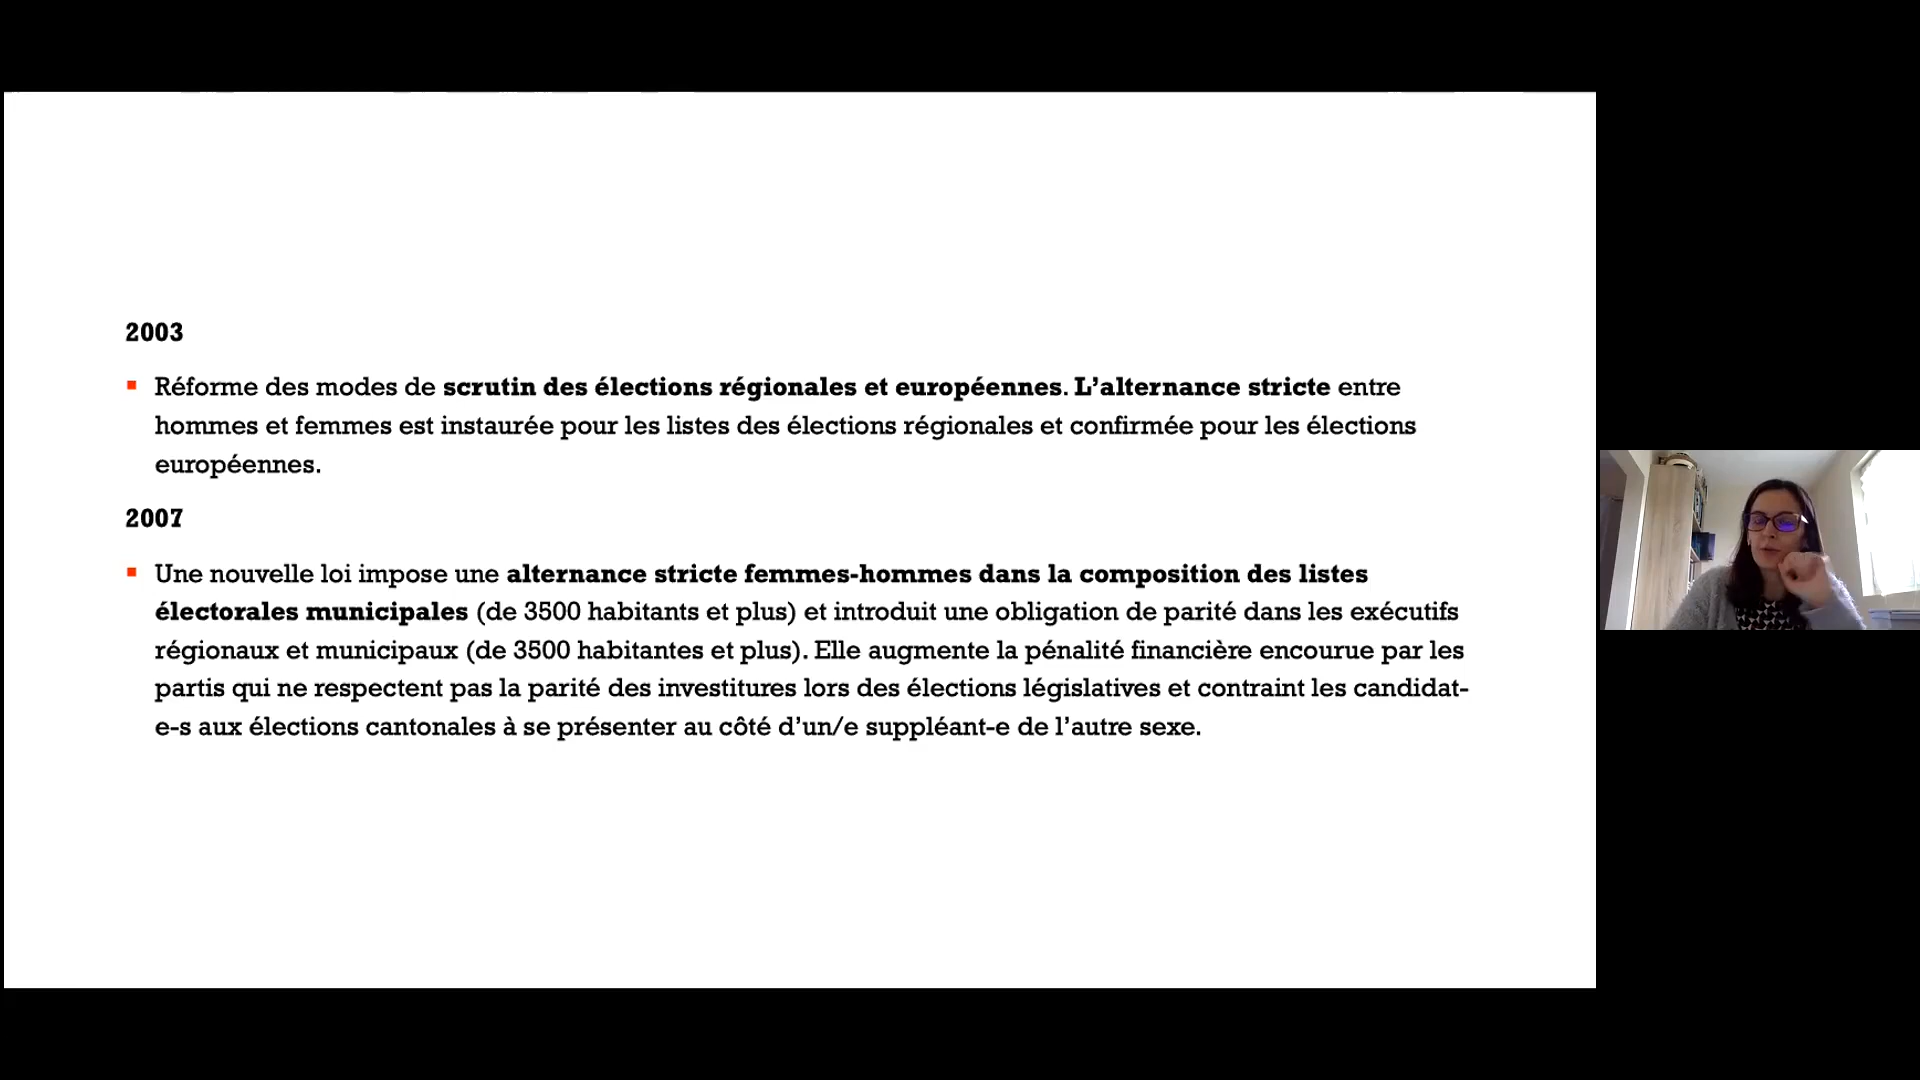 2003
Réforme des modes de scrutin des élections régionales et européennes. L’alternance stricte entre
hommes et femmes est instaurée pour les listes des élections régionales et confirmée pour les élections
européennes.
2007
Une nouvelle loi impose une alternance stricte femmes-hommes dans la composition des listes
électorales municipales (de 3500 habitants et plus) et introduit une obligation de parité dans les exécutifs
régionaux et municipaux (de 3500 habitantes et plus). Elle augmente la pénalité financière encourue par les
partis qui ne respectent pas la parité des investitures lors des élections législatives et contraint les candidat-
e-s aux élections cantonales à se présenter au côté d’un/e suppléant-e de l’autre sexe.